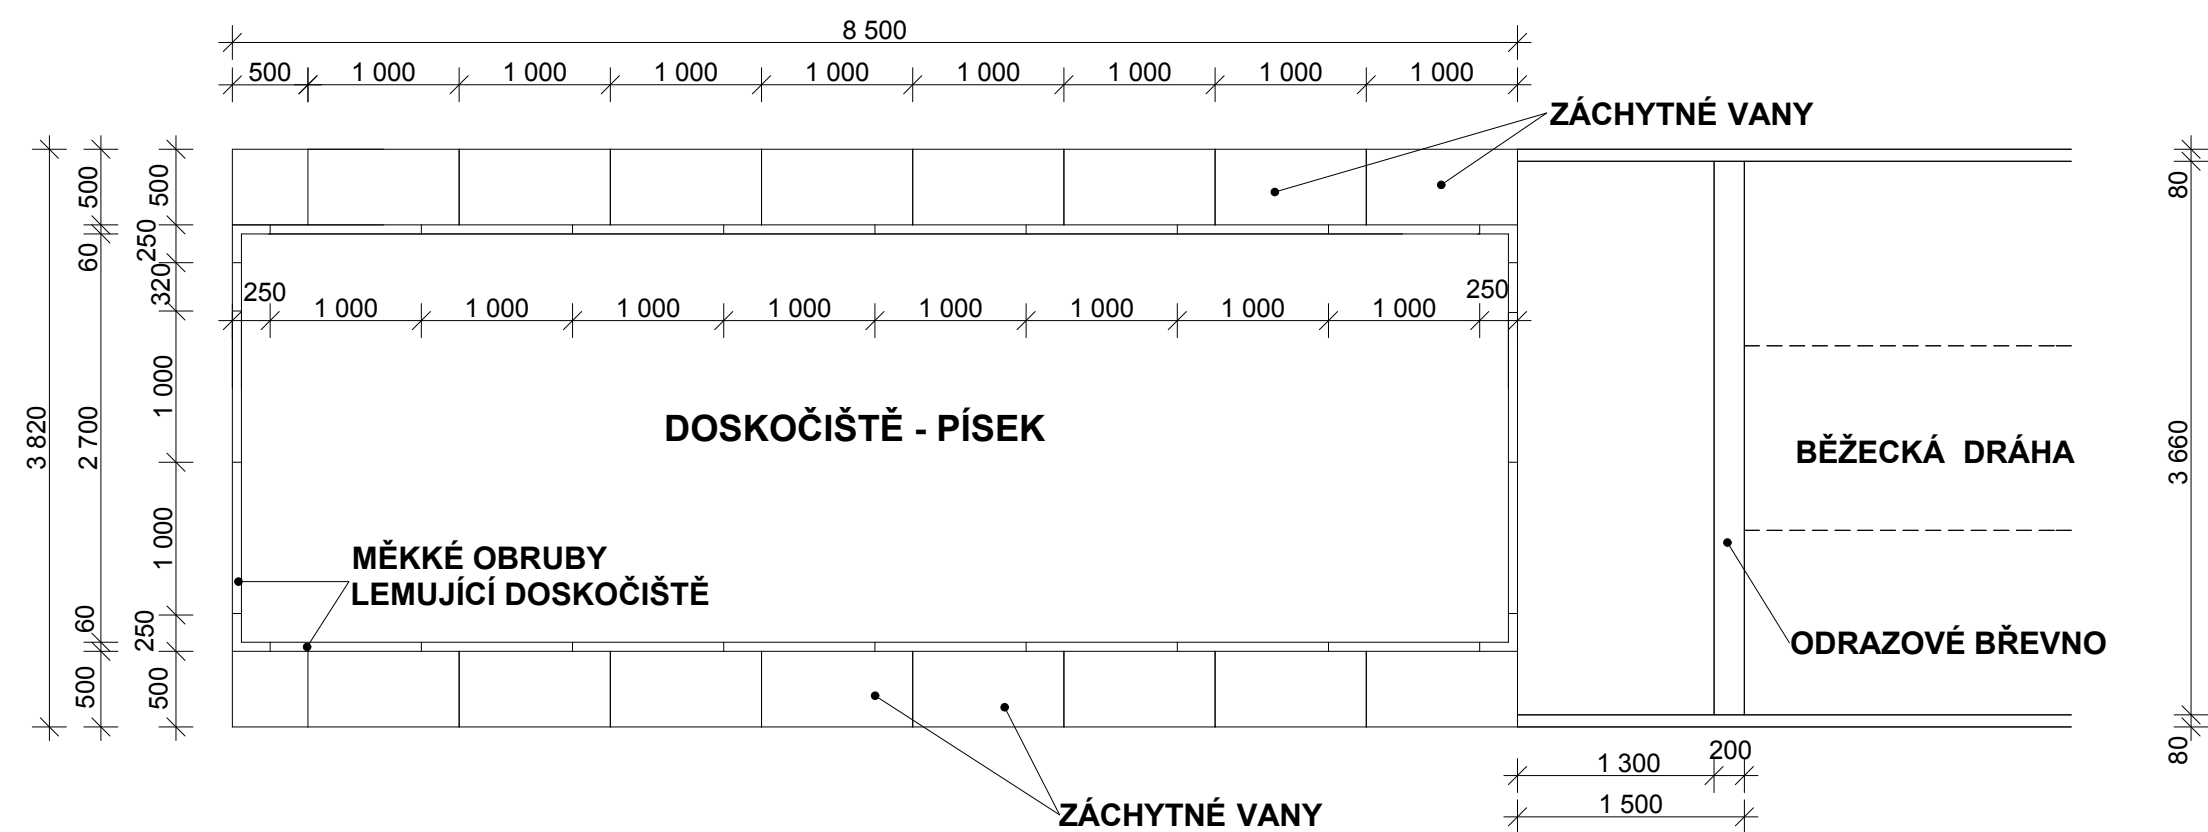 8 500
500 1 000 1 000 1 000 1 000 1 000 1 000 1 000 1 000
ZÁCHYTNÉ VANY
3 820
500
60
2 700
60
500
500
250
320
1 000
1 000
250
500
250 1 000 1 000 1 000 1 000 1 000 1 000 1 000 1 000 250
DOSKOČIŠTĚ - PÍSEK
MĚKKÉ OBRUBY
LEMUJÍCÍ DOSKOČIŠTĚ
BĚŽECKÁ DRÁHA
ODRAZOVÉ BŘEVNO
80
3 660
80
ZÁCHYTNÉ VANY
1 300 200
1 500